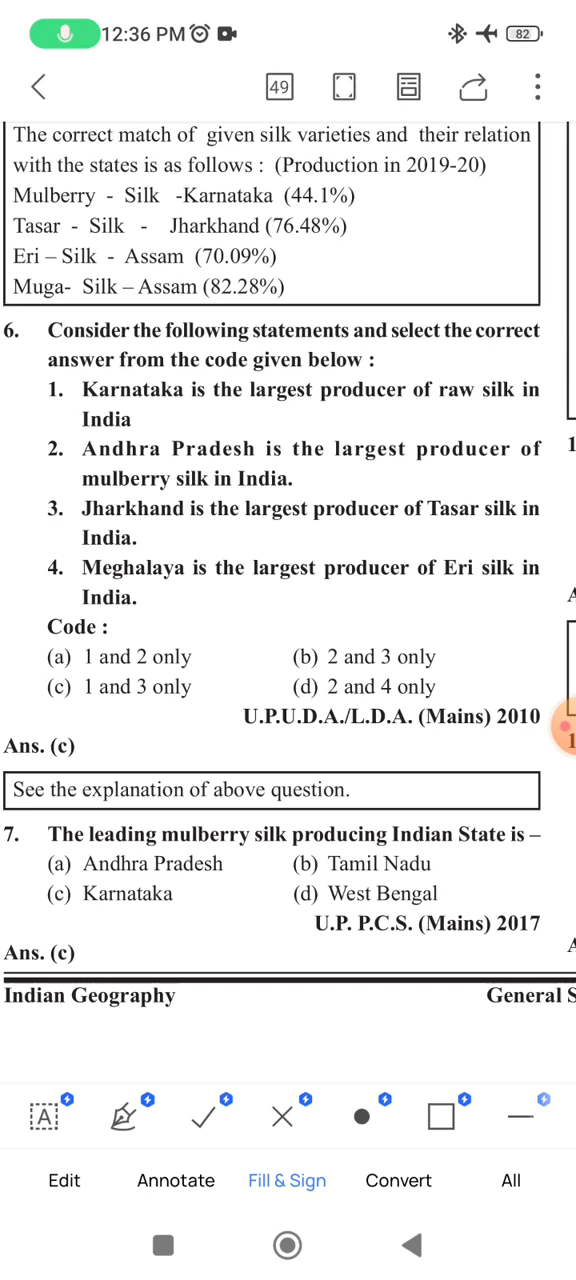 12:36 PM
82
49
The correct match of given silk varieties and their relation
with the states is as follows : (Production in 2019-20)
Mulberry - Silk -Karnataka (44.1%)
Tasar - Silk - Jharkhand (76.48%)
Eri – Silk - Assam (70.09%)
Muga- Silk – Assam (82.28%)
6. Consider the following statements and select the correct
answer from the code given below :
1. Karnataka is the largest producer of raw silk in
India
2. Andhra Pradesh is the largest producer of
mulberry silk in India.
3. Jharkhand is the largest producer of Tasar silk in
India.
4. Meghalaya is the largest producer of Eri silk in
India.
Code :
(a) 1 and 2 only (b) 2 and 3 only
(c) 1 and 3 only (d) 2 and 4 only
U.P.U.D.A./L.D.A. (Mains) 2010
Ans. (c)
See the explanation of above question.
7. The leading mulberry silk producing Indian State is –
(a) Andhra Pradesh (b) Tamil Nadu
(c) Karnataka (d) West Bengal
U.P. P.C.S. (Mains) 2017
Ans. (c)
Indian Geography General S
A
Edit Annotate Fill & Sign Convert All